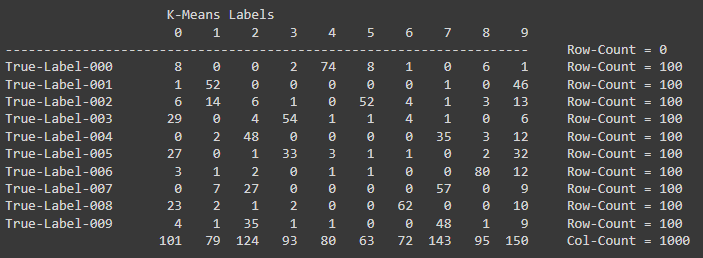 K-Means Labels
0 1 2 3 4 5 6 7 8 9
-------------------------------------------------------------------- Row-Count = 0
True-Label-000 8 0 0 2 74 8 1 0 6 1 Row-Count = 100
True-Label-001 1 52 0 0 0 0 0 1 0 46 Row-Count = 100
True-Label-002 6 14 6 1 0 52 4 1 3 13 Row-Count = 100
True-Label-003 29 0 4 54 1 1 4 1 0 6 Row-Count = 100
True-Label-004 0 2 48 0 0 0 0 35 3 12 Row-Count = 100
True-Label-005 27 0 1 33 3 1 1 0 2 32 Row-Count = 100
True-Label-006 3 1 2 0 1 1 0 0 80 12 Row-Count = 100
True-Label-007 0 7 27 0 0 0 0 57 0 9 Row-Count = 100
True-Label-008 23 2 1 2 0 0 62 0 0 10 Row-Count = 100
True-Label-009 4 1 35 1 1 0 0 48 1 9 Row-Count = 100
101 79 124 93 80 63 72 143 95 150 Col-Count = 1000